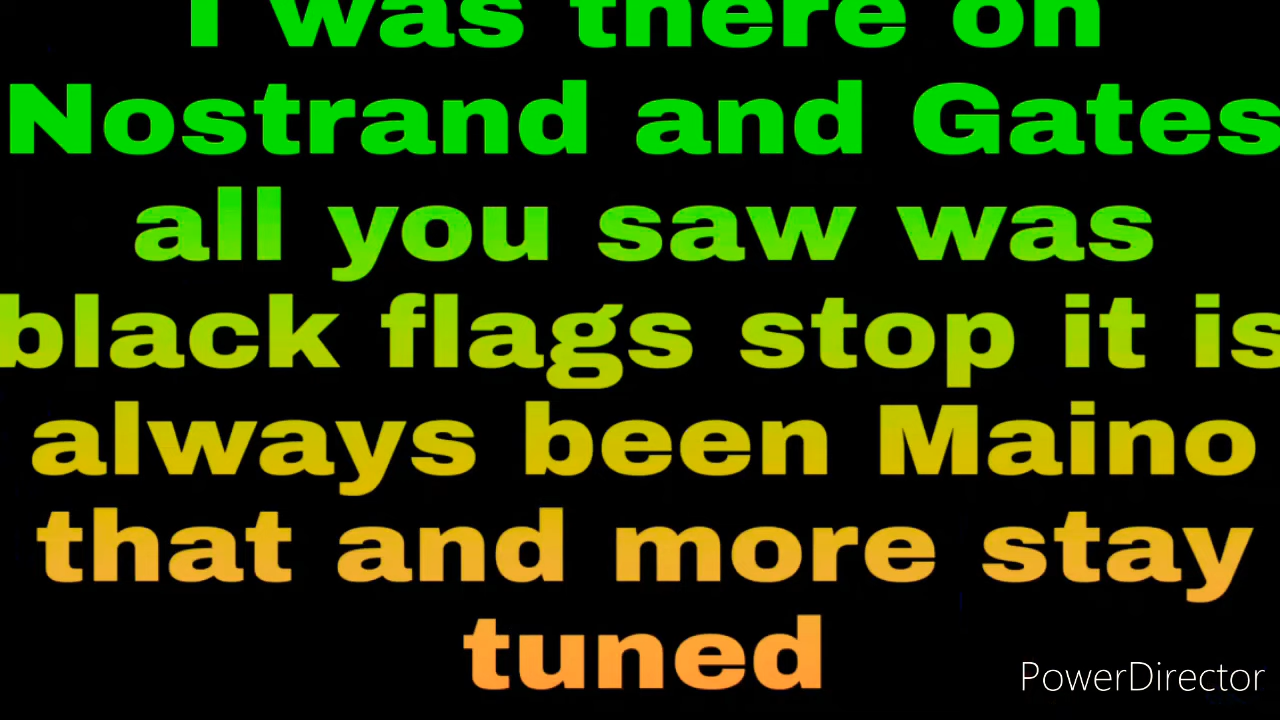 I was there on
Nostrand and Gates
all you saw was
black flags stop it is
always been Maino
that and more stay
tuned
PowerDirector